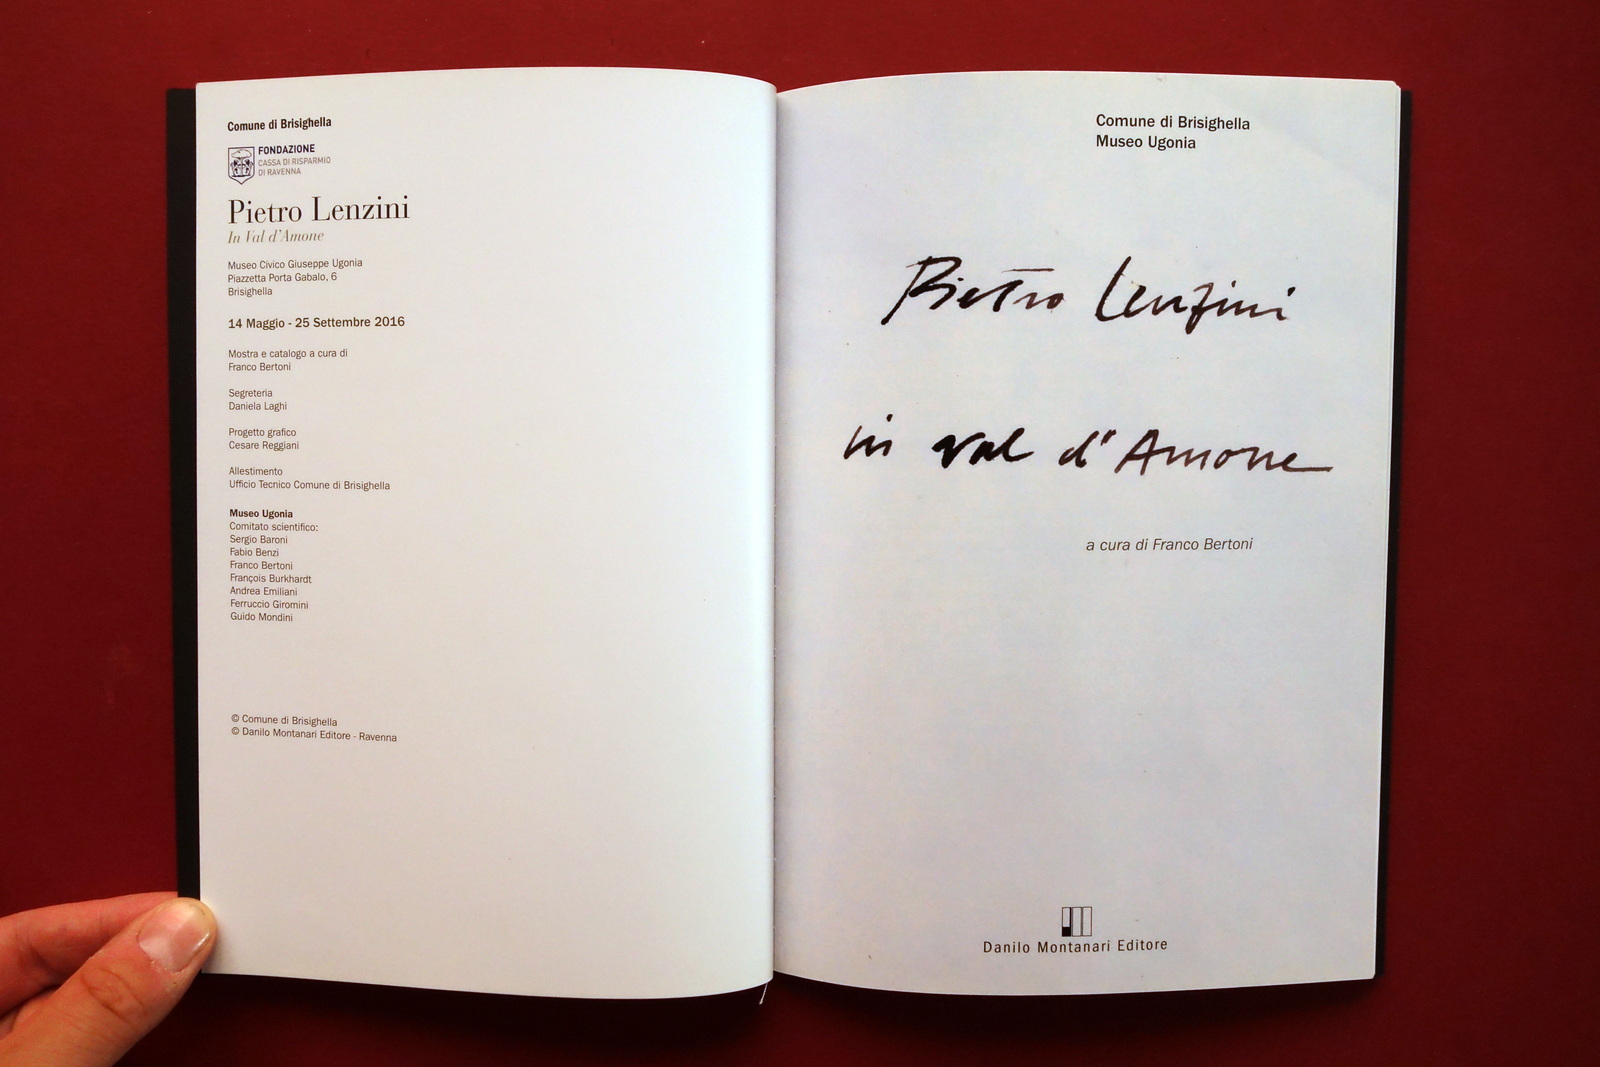 Comune di Brisighella
FONDAZIONE
CASSA DI RISPARMIO
DI RAVENNA
Pietro Lenzini
In Val d'Amone
Museo Civico Giuseppe Ugonia
Piazzetta Porta Gabalo, 6
Brisighella
14 Maggio - 25 Settembre 2016
Mostra e catalogo a cura di
Franco Bertoni
Segreteria
Daniela Laghi
Progetto grafico
Cesare Reggiani
Allestimento
Ufficio Tecnico Comune di Brisighella
Museo Ugonia
Comitato scientifico:
Sergio Baroni
Fabio Benzi
Franco Bertoni
François Burkhardt
Andrea Emiliani
Ferruccio Giromini
Guido Mondini
© Comune di Brisighella
© Danilo Montanari Editore - Ravenna
Comune di Brisighella
Museo Ugonia
Pietro Lenzini
in val d'Amone
a cura di Franco Bertoni
Danilo Montanari Editore